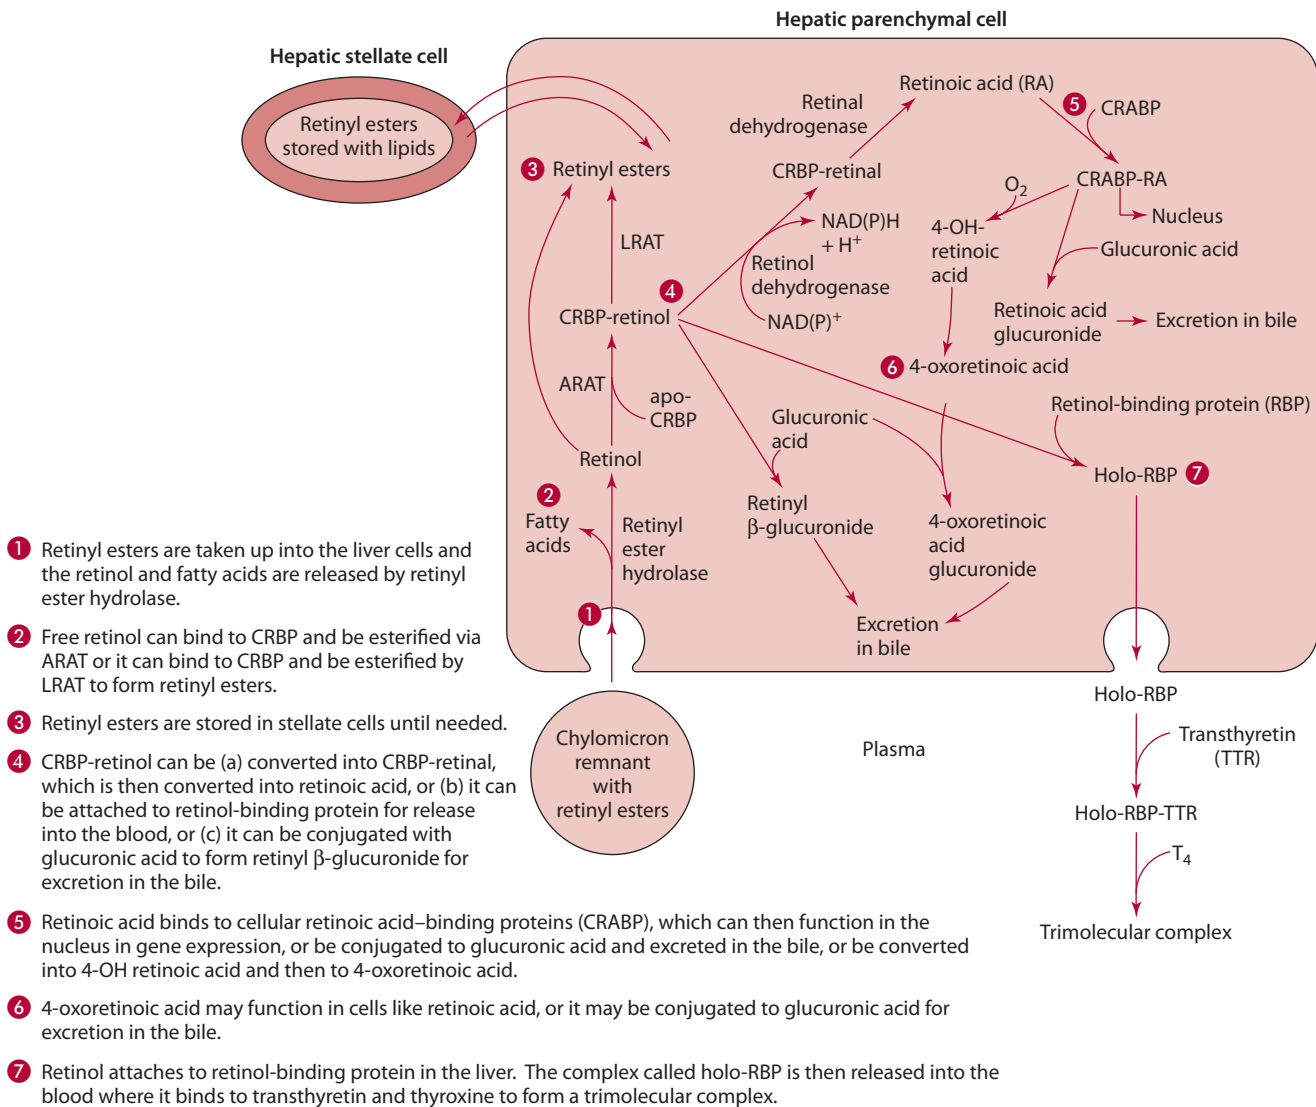 Hepatic parenchymal cell
Hepatic stellate cell
Retinyl esters
stored with lipids
3 Retinyl esters
LRAT
CRBP-retinol
4
ARAT
apo-
CRBP
Retinol
2
Fatty
acids
Retinyl
ester
hydrolase
1
Chylomicron
remnant
with
retinyl esters
Retinal
dehydrogenase
Retinoic acid (RA)
5 CRABP
CRBP-retinal
CRABP-RA
O2
Nucleus
NAD(P)H
+ H+
Retinol
dehydrogenase
NAD(P)+
4-OH-
retinoic
acid
Glucuronic acid
Retinoic acid
glucuronide
Excretion in bile
6 4-oxoretinoic acid
Retinol-binding protein (RBP)
Glucuronic
acid
Holo-RBP 7
Retinyl
β-glucuronide
4-oxoretinoic
acid
glucuronide
Excretion
in bile
Plasma
Holo-RBP
Transthyretin
(TTR)
Holo-RBP-TTR
T4
Trimolecular complex
1 Retinyl esters are taken up into the liver cells and
the retinol and fatty acids are released by retinyl
ester hydrolase.
2 Free retinol can bind to CRBP and be esterified via
ARAT or it can bind to CRBP and be esterified by
LRAT to form retinyl esters.
3 Retinyl esters are stored in stellate cells until needed.
4 CRBP-retinol can be (a) converted into CRBP-retinal,
which is then converted into retinoic acid, or (b) it can
be attached to retinol-binding protein for release
into the blood, or (c) it can be conjugated with
glucuronic acid to form retinyl β-glucuronide for
excretion in the bile.
5 Retinoic acid binds to cellular retinoic acid–binding proteins (CRABP), which can then function in the
nucleus in gene expression, or be conjugated to glucuronic acid and excreted in the bile, or be converted
into 4-OH retinoic acid and then to 4-oxoretinoic acid.
6 4-oxoretinoic acid may function in cells like retinoic acid, or it may be conjugated to glucuronic acid for
excretion in the bile.
7 Retinol attaches to retinol-binding protein in the liver. The complex called holo-RBP is then released into the
blood where it binds to transthyretin and thyroxine to form a trimolecular complex.